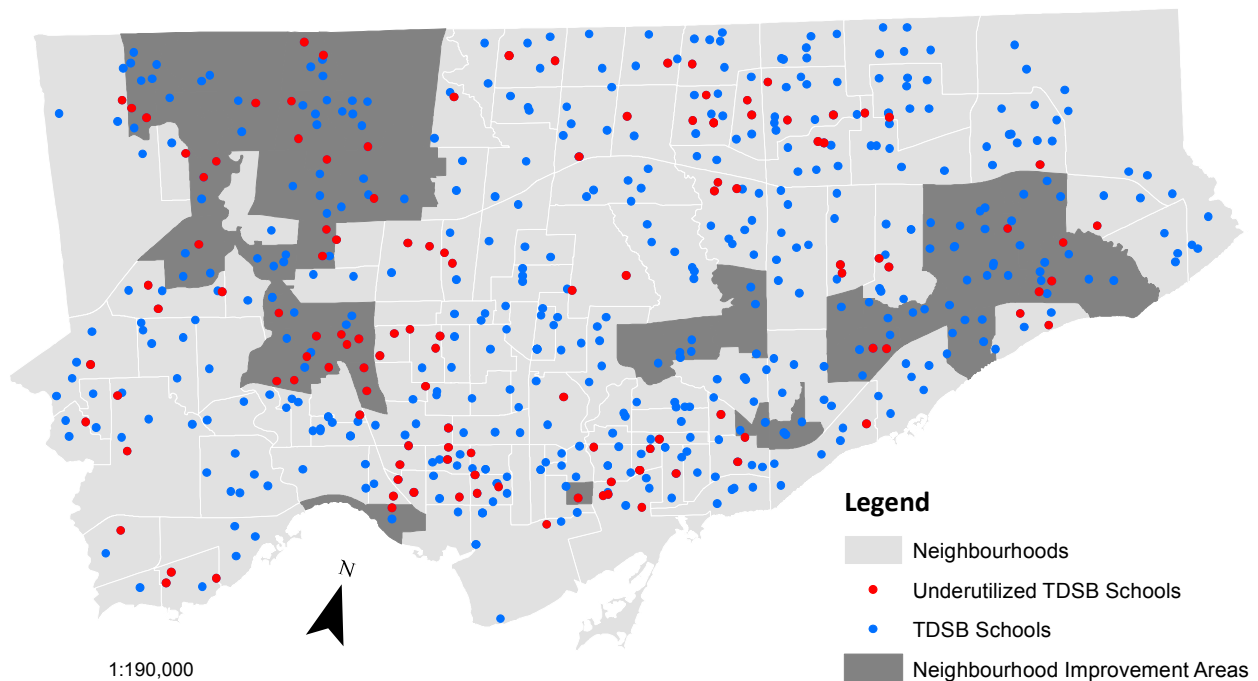 Legend
Neighbourhoods
Underutilized TDSB Schools
TDSB Schools
Neighbourhood Improvement Areas
N
1:190,000